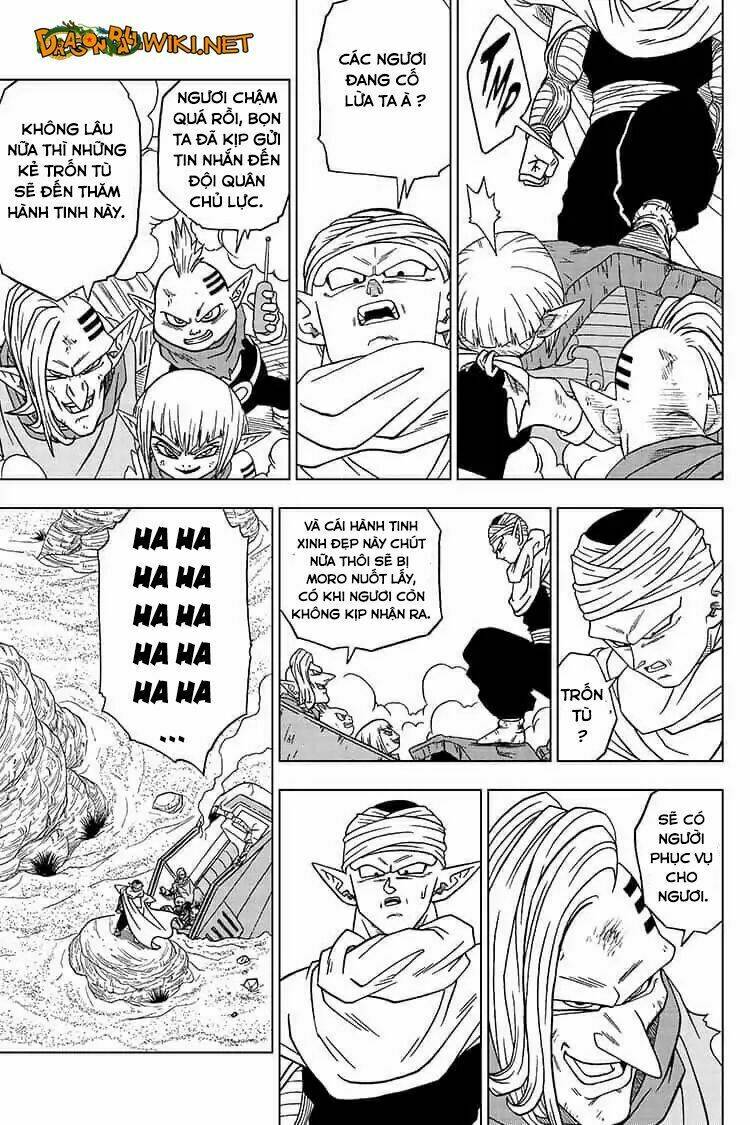 DRAGON BALL WIKI.NET
TMP
CÁC NGƯƠI
ĐANG CỐ
LỪA TA À ?
NGƯƠI CHẬM
QUÁ RỒI, BỌN
TA ĐÃ KỊP GỬI
TIN NHẮN ĐẾN
ĐỘI QUÂN
CHỦ LỰC.
KHÔNG LÂU
NỮA THÌ NHỮNG
KẺ TRỐN TÙ
SẼ ĐẾN THĂM
HÀNH TINH NÀY.
TRỐN
TÙ ?
VÀ CÁI HÀNH TINH
XINH ĐẸP NÀY CHÚT
NỮA THÔI SẼ BỊ
MORO NUỐT LẤY,
CÓ KHI NGƯƠI CÒN
KHÔNG KỊP NHẬN RA.
HA HA
HA HA
HA HA
HA HA
HA HA
...
SẼ CÓ
NGƯỜI
PHỤC VỤ
CHO
NGƯƠI.